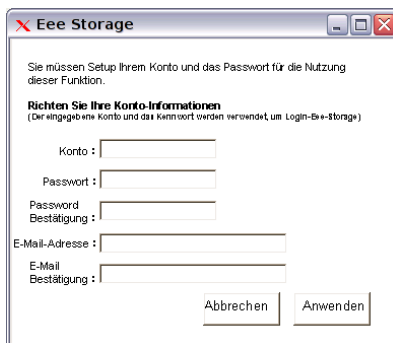 Eee Storage
Sie müssen Setup Ihrem Konto und das Passwort für die Nutzung
dieser Funktion.
Richten Sie Ihre Konto-Informationen
(Der eingegebene Konto und das Kennwort werden verwendet, um Login-Eee-Storage)
Konto :
Passwort :
Password
Bestätigung :
E-Mail-Adresse :
E-Mail
Bestätigung :
Abbrechen Anwenden